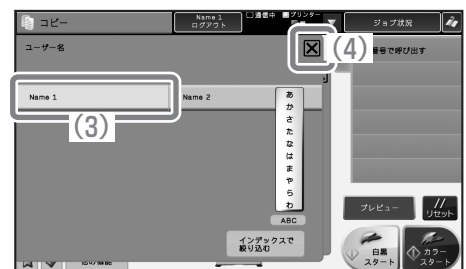 コピー
Name 1
ログアウト
通信中
プリンター
ジョブ状況
ユーザー名
(4)
番号で呼び出す
Name 1
Name 2
(3)
あ
か
さ
た
な
は
ま
や
ら
わ
ABC
インデックスで
絞り込む
プレビュー
//
リセット
白黒
スタート
カラー
スタート
他の機能